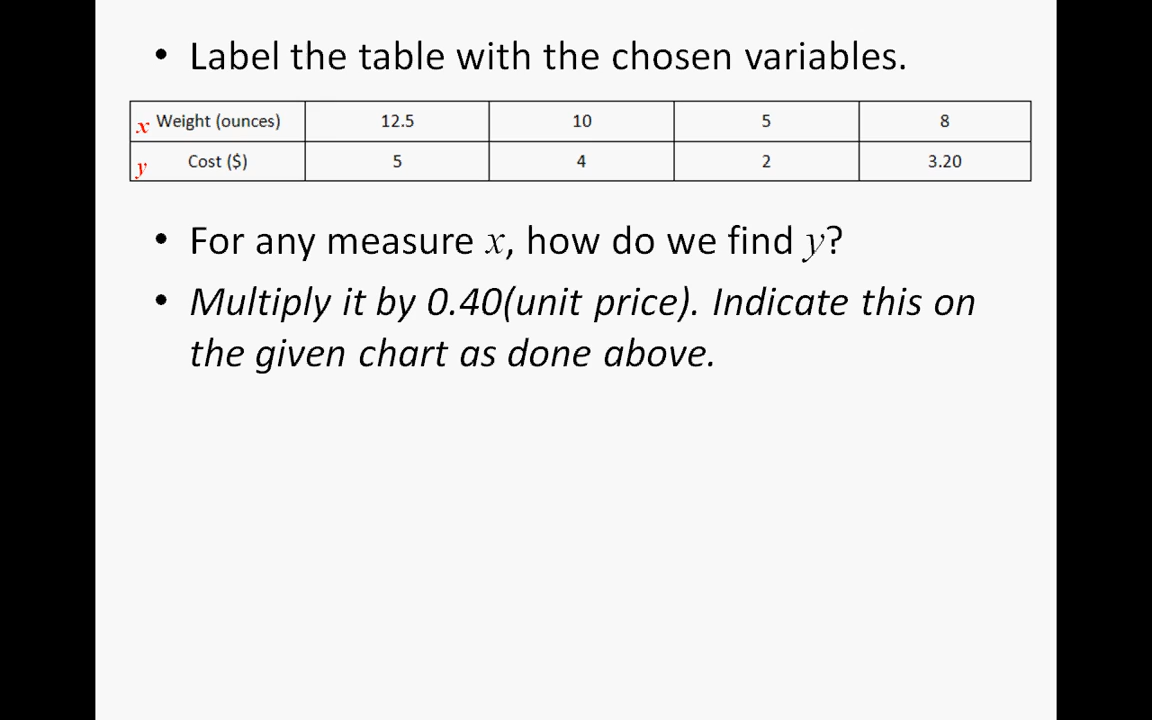 • Label the table with the chosen variables.
x Weight (ounces) 12.5 10 5 8
y Cost ($) 5 4 2 3.20
• For any measure x, how do we find y?
• Multiply it by 0.40(unit price). Indicate this on
the given chart as done above.